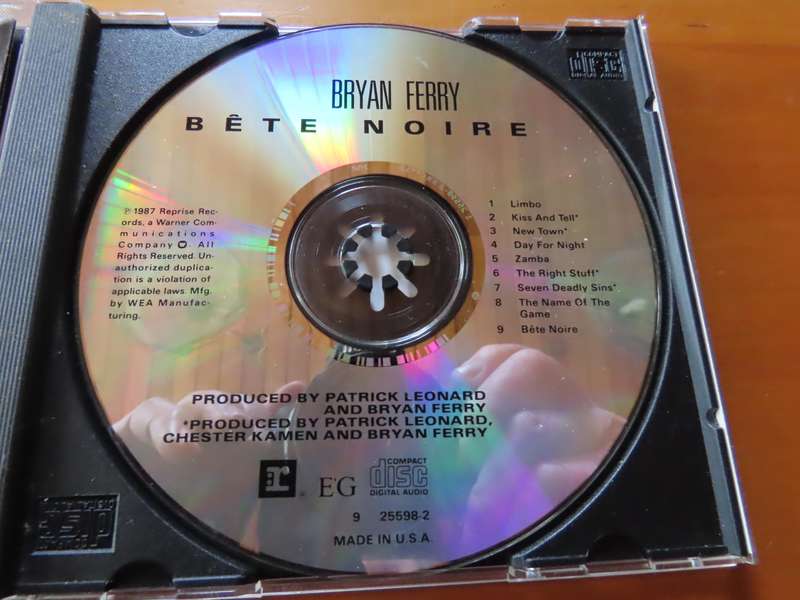 BRYAN FERRY
BÊTE NOIRE
℗ 1987 Reprise Rec-
ords, a Warner Com-
munications
Company. All
Rights Reserved. Un-
authorized duplica-
tion is a violation of
applicable laws. Mfg.
by WEA Manufac-
turing.
1 Limbo
2 Kiss And Tell*
3 New Town*
4 Day For Night
5 Zamba
6 The Right Stuff*
7 Seven Deadly Sins*
8 The Name Of The
Game
9 Bête Noire
PRODUCED BY PATRICK LEONARD
AND BRYAN FERRY
*PRODUCED BY PATRICK LEONARD,
CHESTER KAMEN AND BRYAN FERRY
r
E'G
COMPACT
disc
DIGITAL AUDIO
9 25598-2
MADE IN U.S.A.
COMPACT
disc
DIGITAL AUDIO